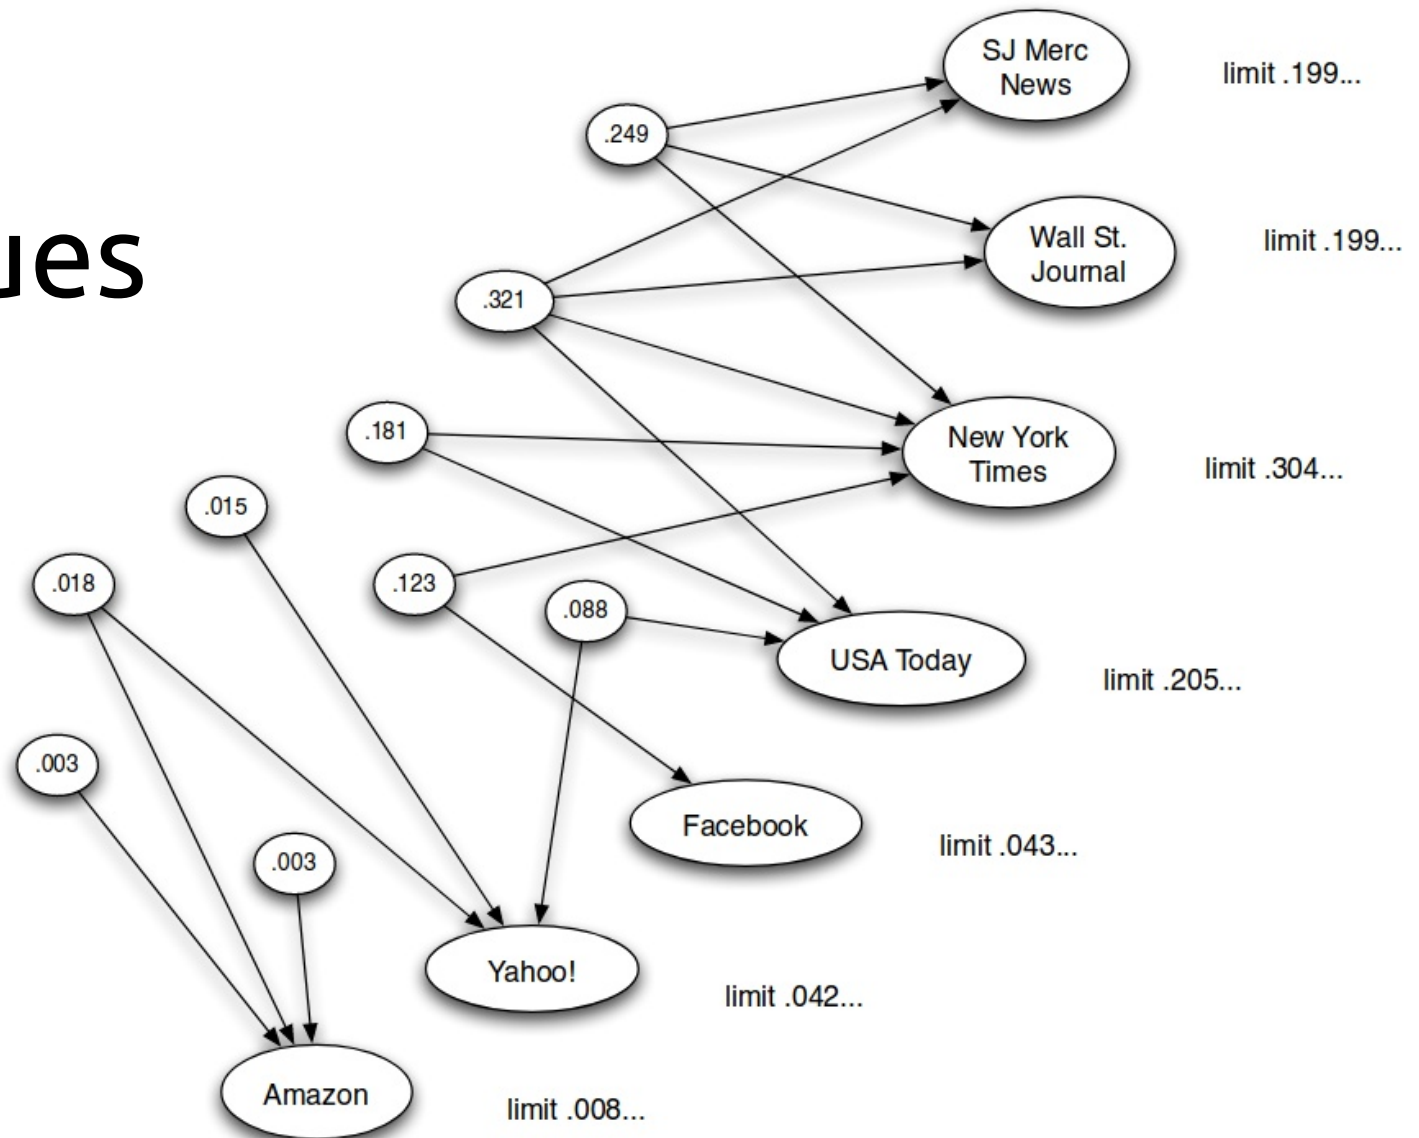 SJ Merc
News
limit .199...
.249
Wall St.
Journal
limit .199...
ues
.321
.181
New York
Times
limit .304...
.015
.018
.123
.088
USA Today
limit .205...
.003
Facebook
limit .043...
.003
Yahoo!
limit .042...
Amazon
limit .008...